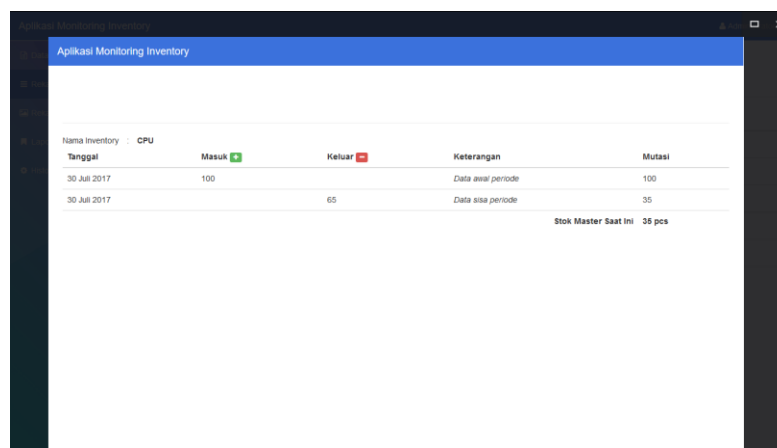 Aplikasi Monitoring Inventory
Aplikasi Monitoring Inventory
Nama Inventory : CPU
Tanggal Masuk + Keluar − Keterangan Mutasi
30 Juli 2017 100 Data awal periode 100
30 Juli 2017 65 Data sisa periode 35
Stok Master Saat Ini 35 pcs